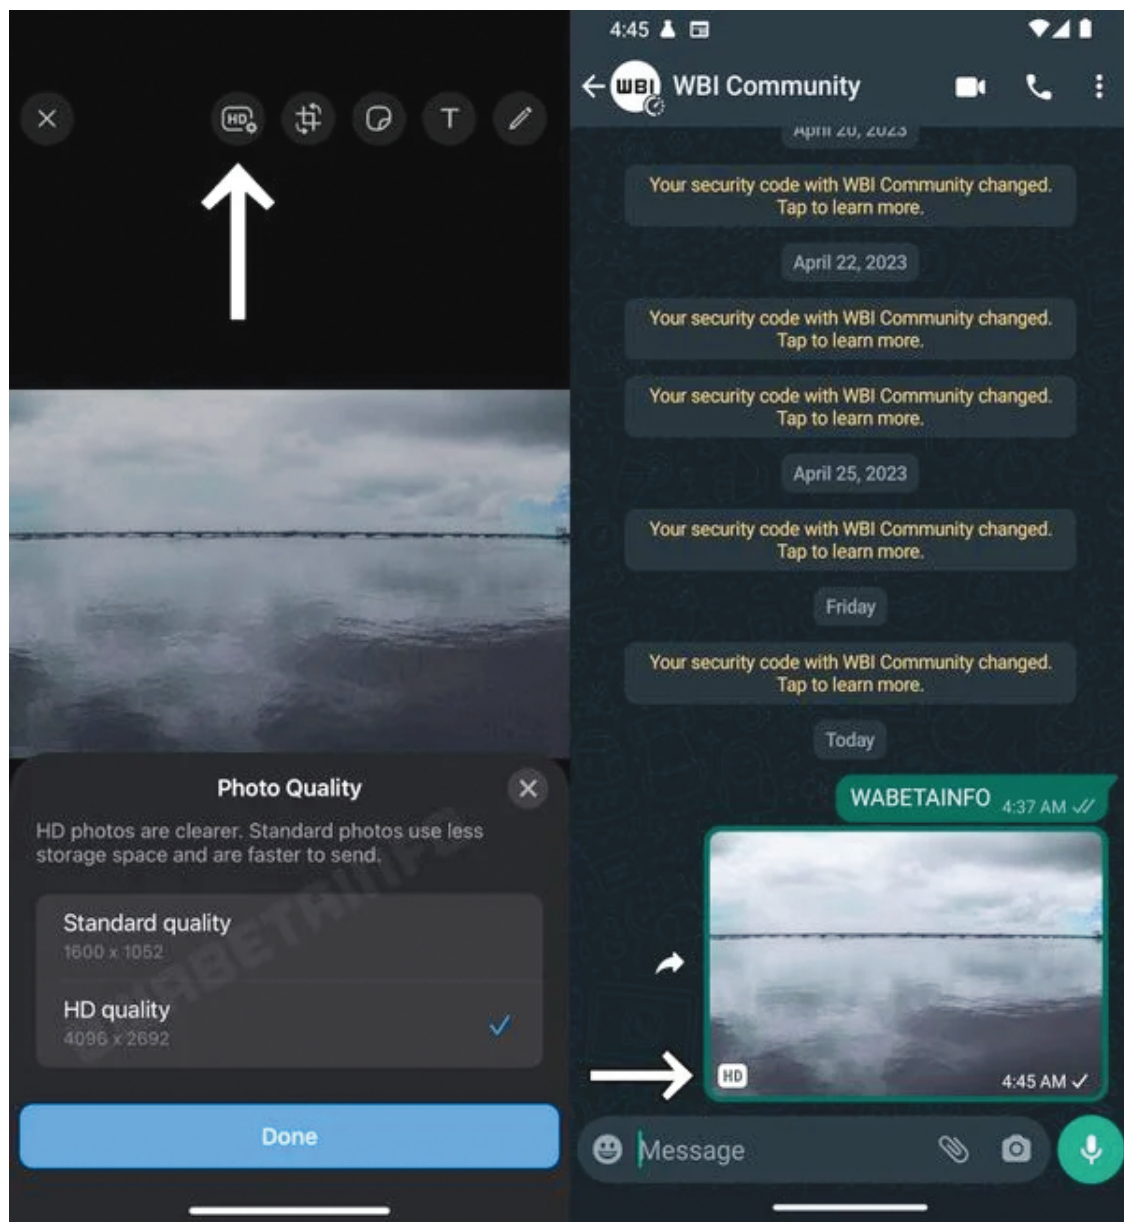 HD
T
Photo Quality
HD photos are clearer. Standard photos use less
storage space and are faster to send.
WABETAINFO
Standard quality
1600 x 1052
HD quality
4096 x 2692
Done
4:45
WBI
WBI Community
April 20, 2023
Your security code with WBI Community changed.
Tap to learn more.
April 22, 2023
Your security code with WBI Community changed.
Tap to learn more.
Your security code with WBI Community changed.
Tap to learn more.
April 25, 2023
Your security code with WBI Community changed.
Tap to learn more.
Friday
Your security code with WBI Community changed.
Tap to learn more.
Today
WABETAINFO 4:37 AM
HD
4:45 AM
Message